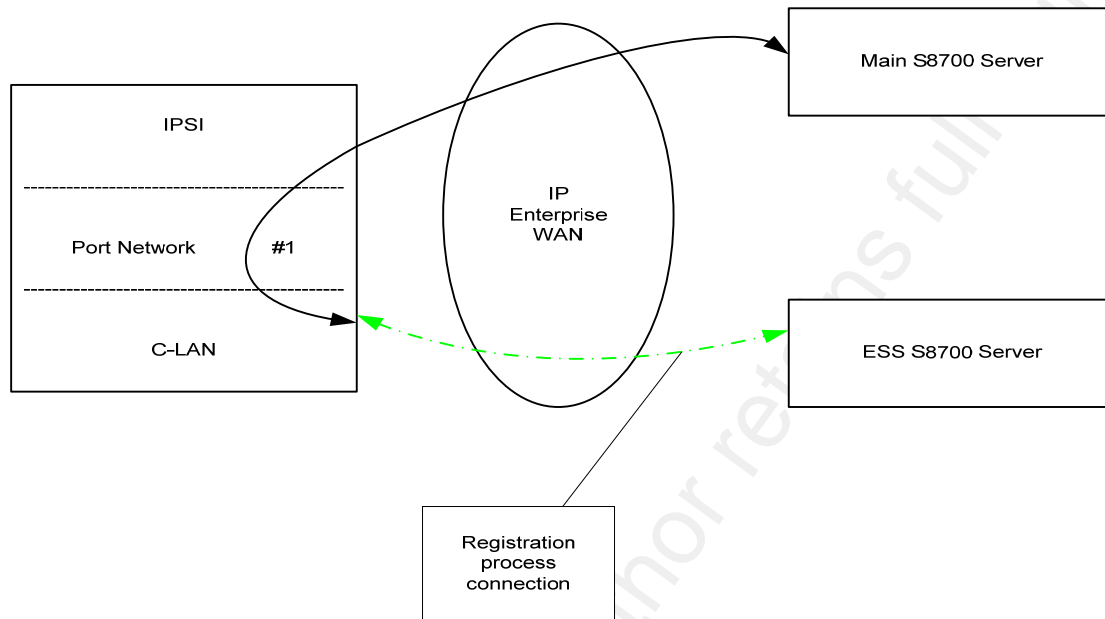 Main S8700 Server
IPSI
IP
Enterprise
WAN
Port Network #1
C-LAN
ESS S8700 Server
Registration
process
connection